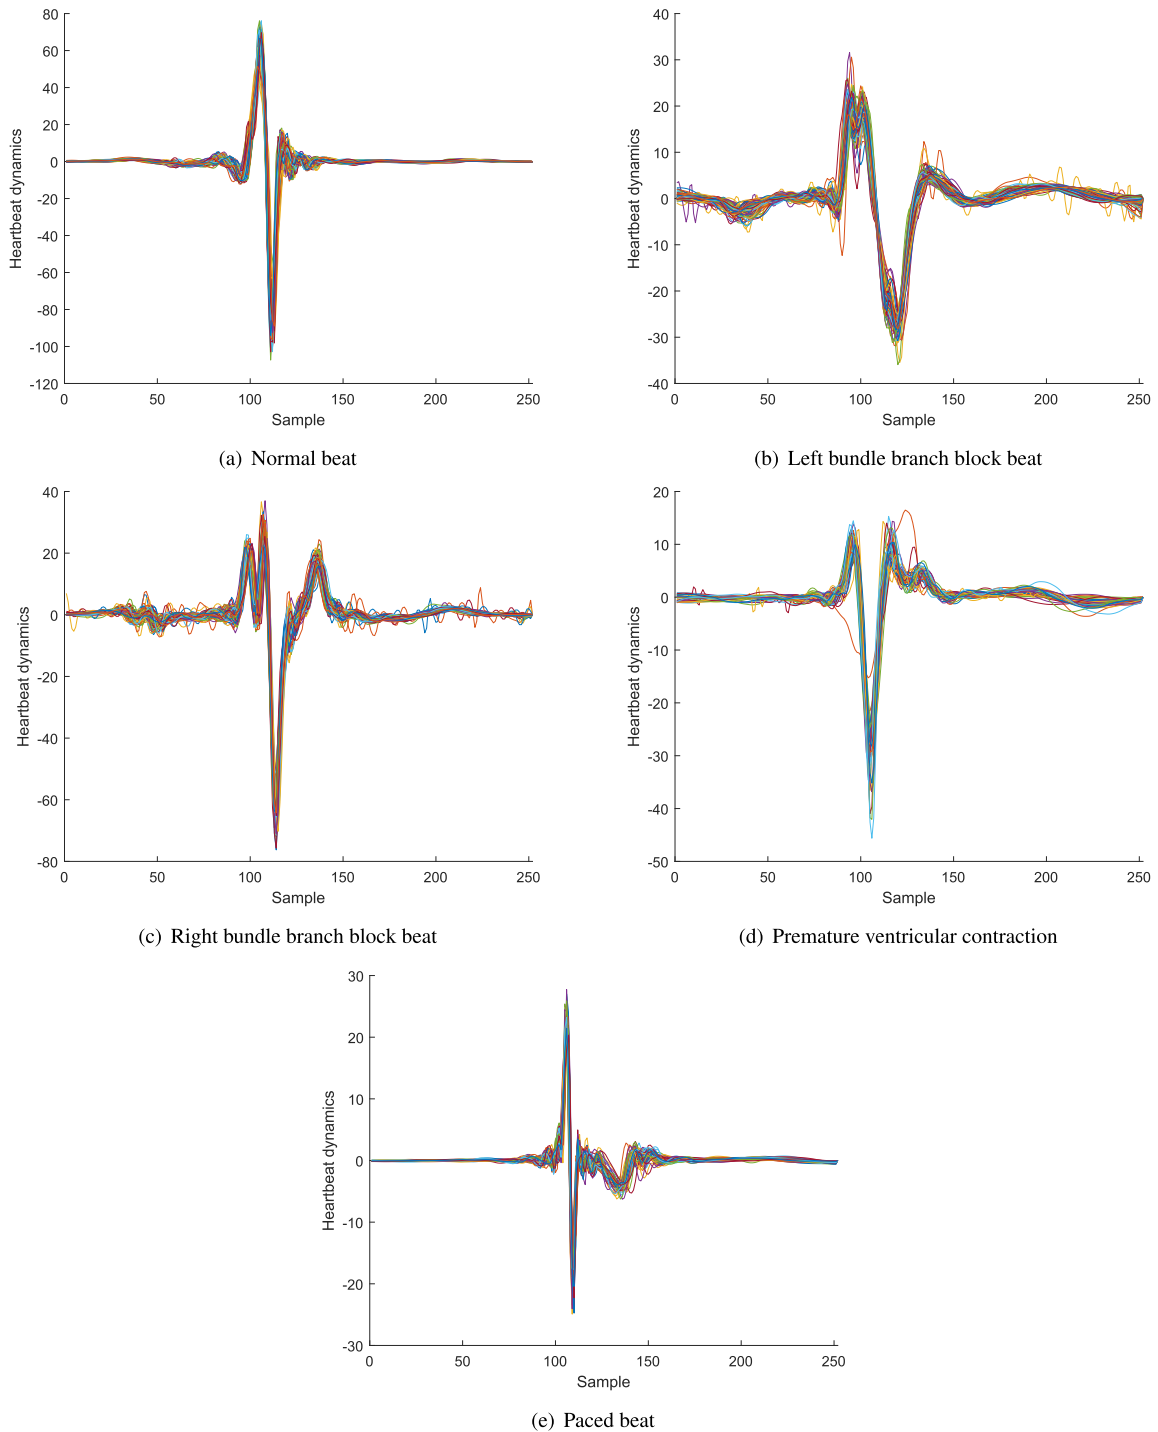 80
60
40
20
0
-20
-40
-60
-80
-100
-120
0 50 100 150 200 250
Heartbeat dynamics
Sample
(a) Normal beat
40
30
20
10
0
-10
-20
-30
-40
0 50 100 150 200 250
Heartbeat dynamics
Sample
(b) Left bundle branch block beat
40
20
0
-20
-40
-60
-80
0 50 100 150 200 250
Heartbeat dynamics
Sample
(c) Right bundle branch block beat
20
10
0
-10
-20
-30
-40
-50
0 50 100 150 200 250
Heartbeat dynamics
Sample
(d) Premature ventricular contraction
30
20
10
0
-10
-20
-30
0 50 100 150 200 250
Heartbeat dynamics
Sample
(e) Paced beat